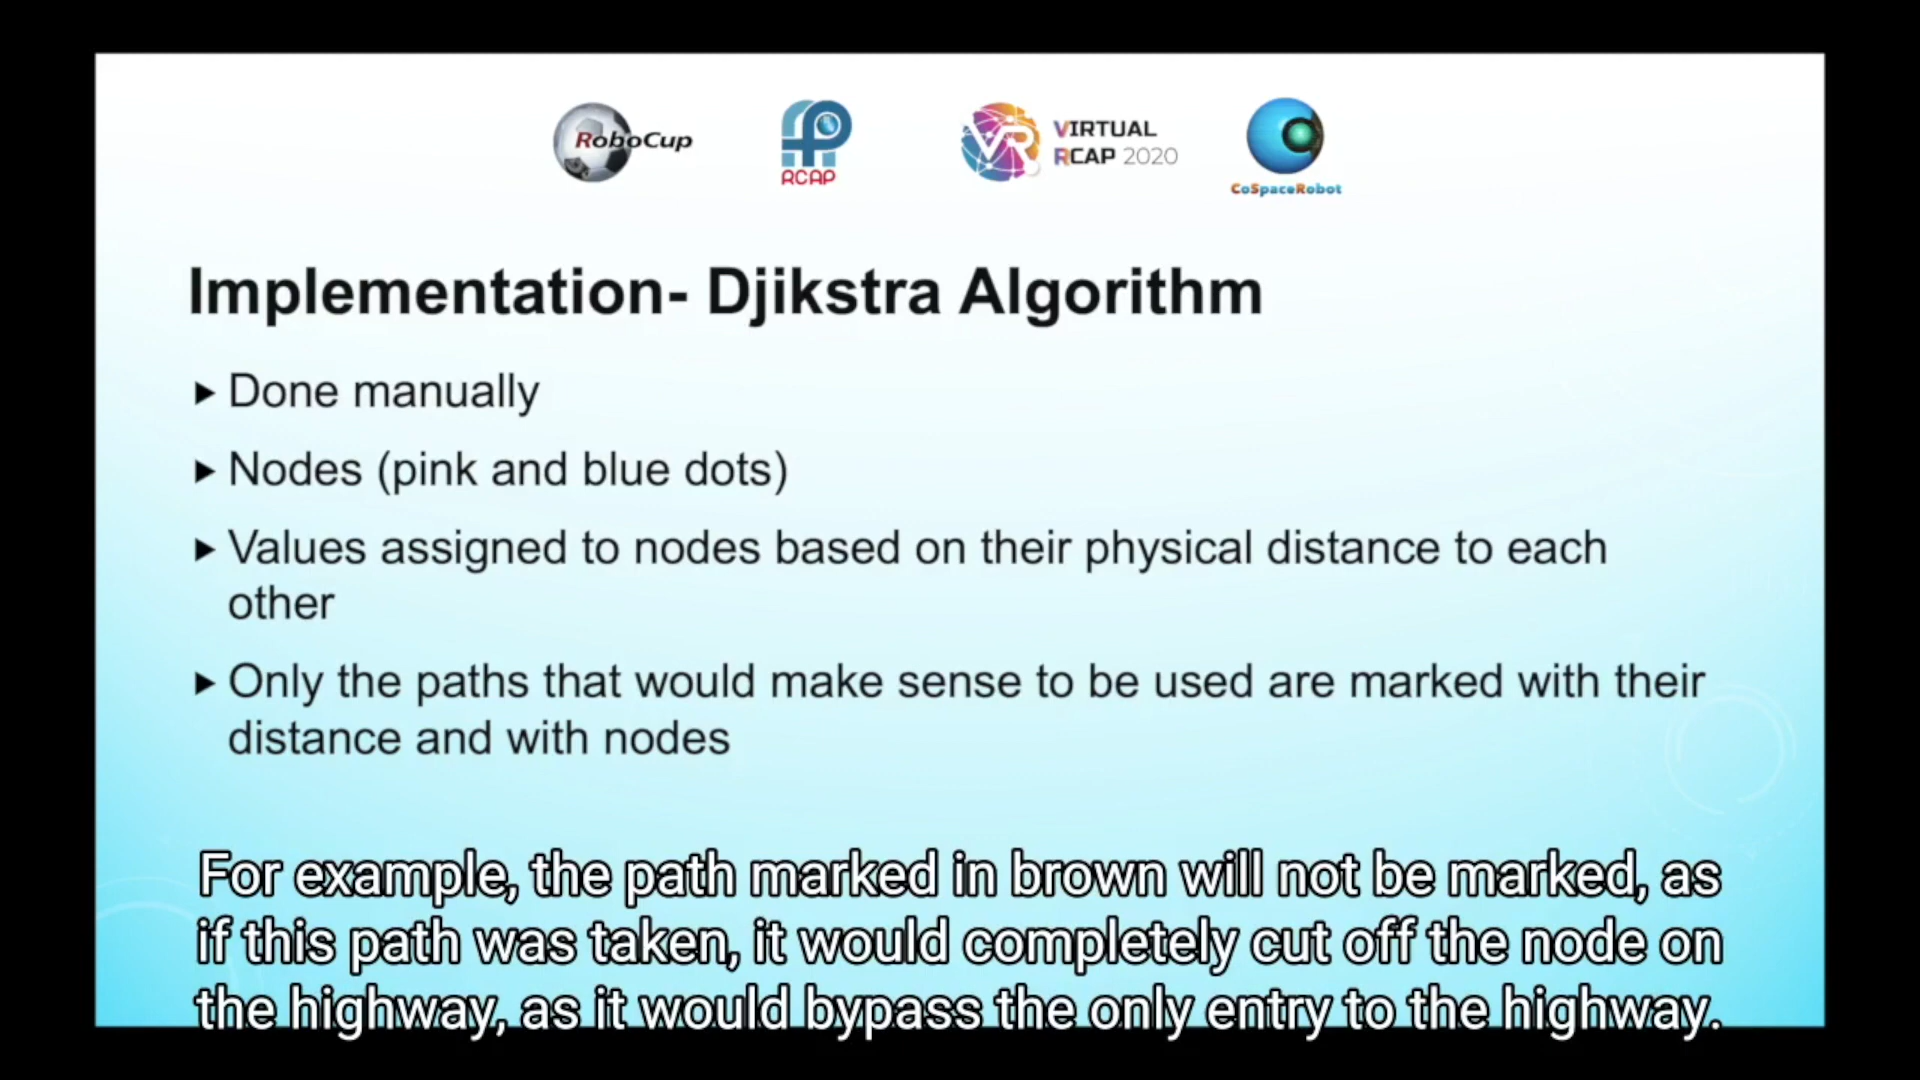 RoboCup
RCAP
VIRTUAL
RCAP 2020
CoSpaceRobot
Implementation- Djikstra Algorithm
Done manually
Nodes (pink and blue dots)
Values assigned to nodes based on their physical distance to each
other
Only the paths that would make sense to be used are marked with their
distance and with nodes
For example, the path marked in brown will not be marked, as
if this path was taken, it would completely cut off the node on
the highway, as it would bypass the only entry to the highway.